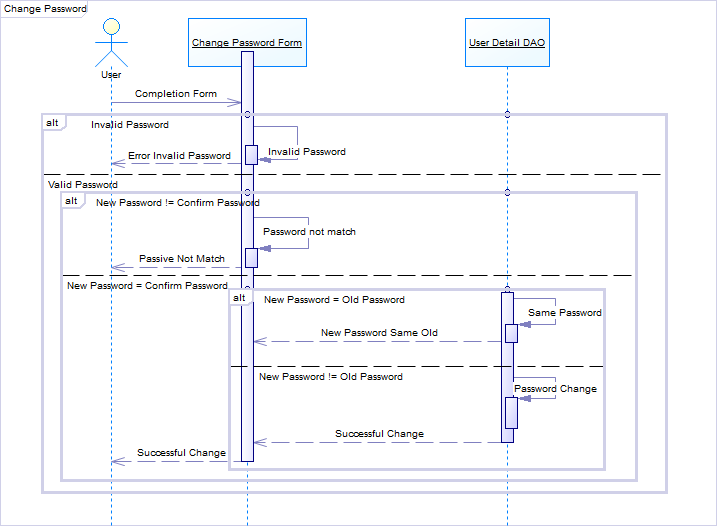 Change Password
Change Password Form
User Detail DAO
User
Completion Form
alt
Invalid Password
Invalid Password
Error Invalid Password
Valid Password
alt
New Password != Confirm Password
Password not match
Passive Not Match
New Password = Confirm Password
alt
New Password = Old Password
Same Password
New Password Same Old
New Password != Old Password
Password Change
Successful Change
Successful Change